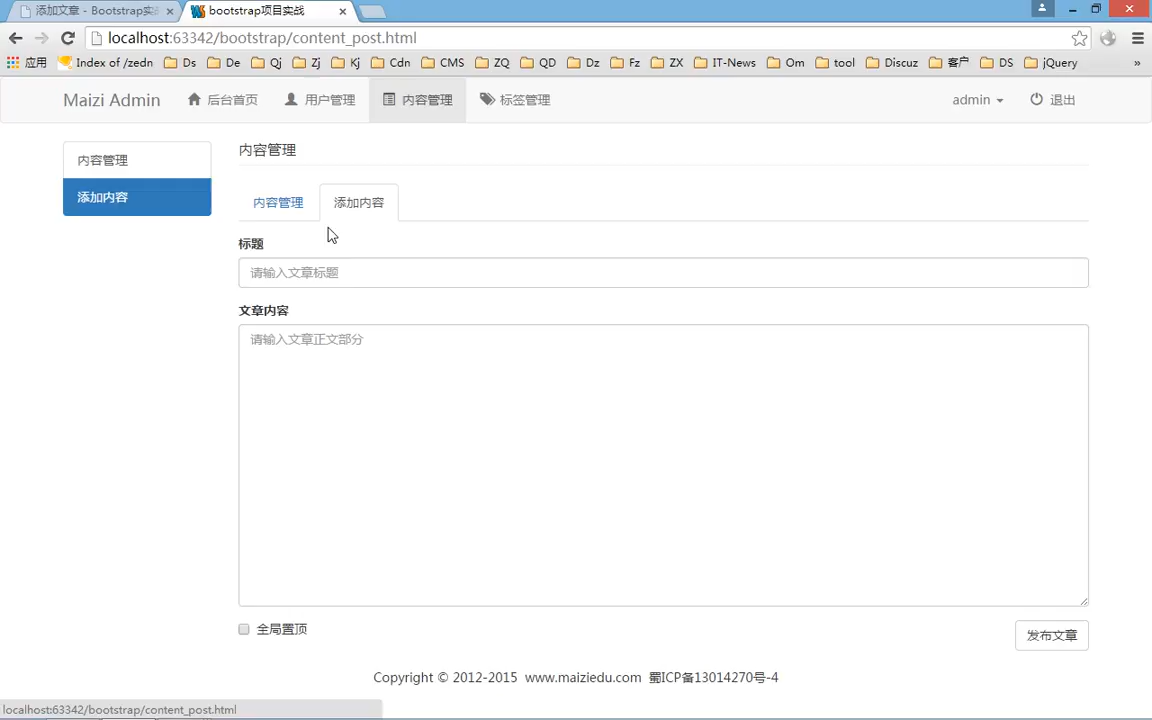 添加文章 - Bootstrap实
bootstrap项目实战
localhost:63342/bootstrap/content_post.html
应用 Index of /zedn Ds De Qj Zj Kj Cdn CMS ZQ QD Dz Fz ZX IT-News Om tool Discuz 客户 DS jQuery »
Maizi Admin 后台首页 用户管理 内容管理 标签管理 admin 退出
内容管理
添加内容
内容管理
内容管理 添加内容
标题
请输入文章标题
文章内容
请输入文章正文部分
全局置顶
发布文章
Copyright © 2012-2015 www.maiziedu.com 蜀ICP备13014270号-4
localhost:63342/bootstrap/content_post.html